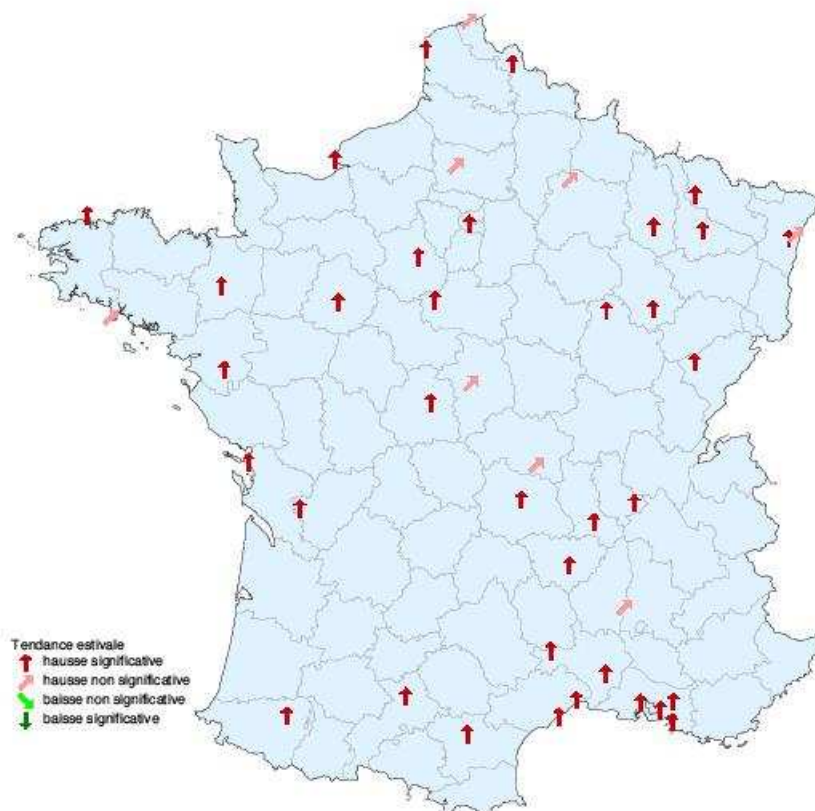 Tendance estivale
hausse significative
hausse non significative
baisse non significative
baisse significative